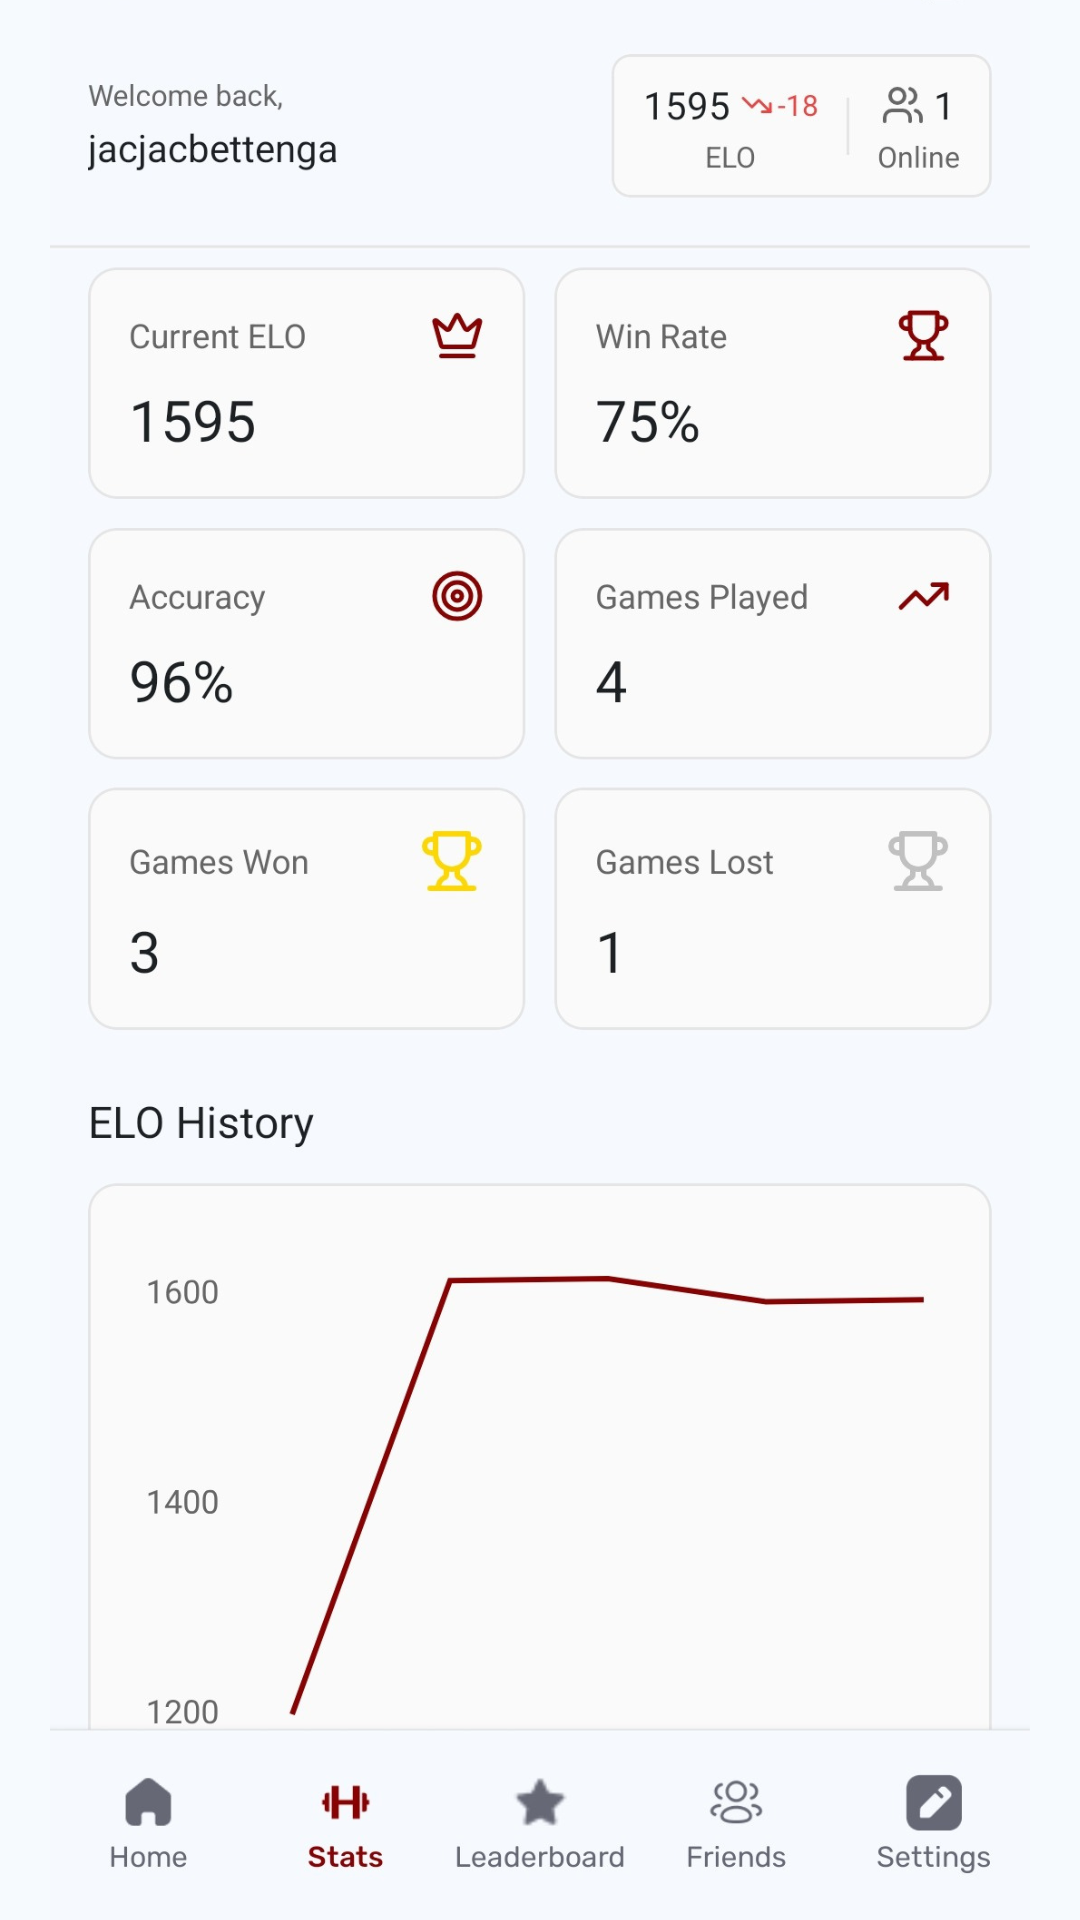 Welcome back,
jacjacbettenga
1595 -18
ELO
1
Online
Current ELO
1595
Win Rate
75%
Accuracy
96%
Games Played
4
Games Won
3
Games Lost
1
ELO History
1600
1400
1200
Home
Stats
Leaderboard
Friends
Settings